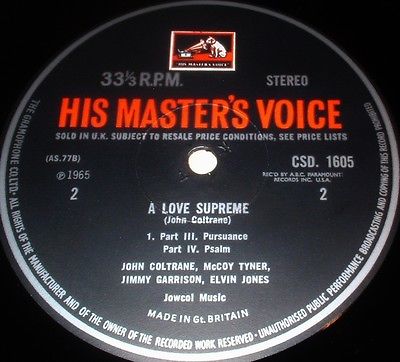 "HIS MASTER'S VOICE"
33⅓ R.P.M.
STEREO
HIS MASTER'S VOICE
SOLD IN U.K. SUBJECT TO RESALE PRICE CONDITIONS, SEE PRICE LISTS
(AS.77B)
CSD. 1605
℗1965
REC'D BY A.B.C. PARAMOUNT
RECORDS INC. U.S.A.
2
2
A LOVE SUPREME
(John Coltrane)
1. Part III. Pursuance
Part IV. Psalm
JOHN COLTRANE, McCOY TYNER,
JIMMY GARRISON, ELVIN JONES
Jowcol Music
MADE IN Gt. BRITAIN
THE GRAMOPHONE CO. LTD. ALL RIGHTS OF THE MANUFACTURER AND OF THE OWNER OF THE RECORDED WORK RESERVED - UNAUTHORISED PUBLIC PERFORMANCE BROADCASTING AND COPYING OF THIS RECORD PROHIBITED